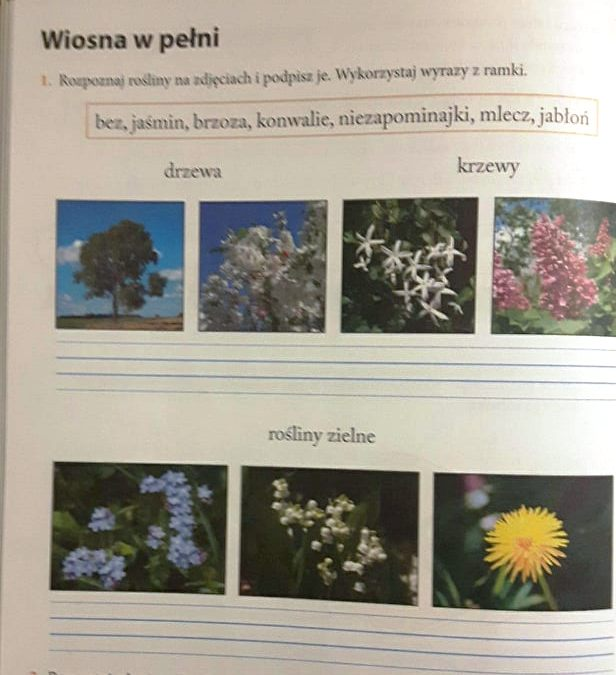 Wiosna w pełni
1. Rozpoznaj rośliny na zdjęciach i podpisz je. Wykorzystaj wyrazy z ramki.
bez, jaśmin, brzoza, konwalie, niezapominajki, mlecz, jabłoń
drzewa krzewy
rośliny zielne